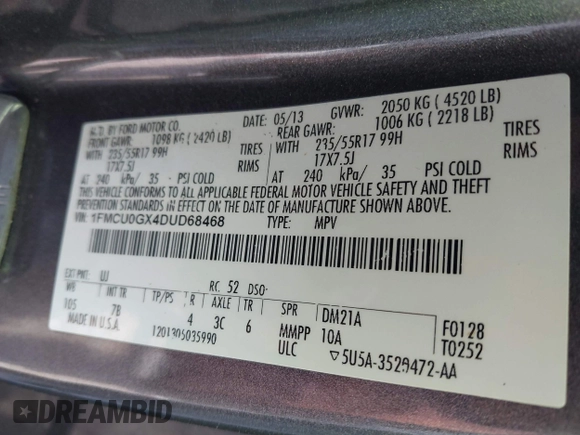 MFD. BY FORD MOTOR CO.
DATE: 05/13 GVWR: 2050 KG ( 4520 LB)
FRONT GAWR: 1098 KG ( 2420 LB) REAR GAWR: 1006 KG ( 2218 LB)
WITH 235/55R17 99H TIRES WITH 235/55R17 99H TIRES
17X7.5J RIMS 17X7.5J RIMS
AT 240 kPa/ 35 PSI COLD AT 240 kPa/ 35 PSI COLD
THIS VEHICLE CONFORMS TO ALL APPLICABLE FEDERAL MOTOR VEHICLE SAFETY AND THEFT
PREVENTION STANDARDS IN EFFECT ON THE DATE OF MANUFACTURE SHOWN ABOVE.
VIN: 1FMCU0GX4DUD68468 TYPE: MPV
EXT PNT: UJ RC: 52 DSO:
WB INT TR TP/PS R AXLE TR SPR DM21A F0128
105 7B 4 3C 6 MMPP 10A T0252
MADE IN U.S.A. 1201305035990 ULC ▽5U5A-3520472-AA
DREAMBID